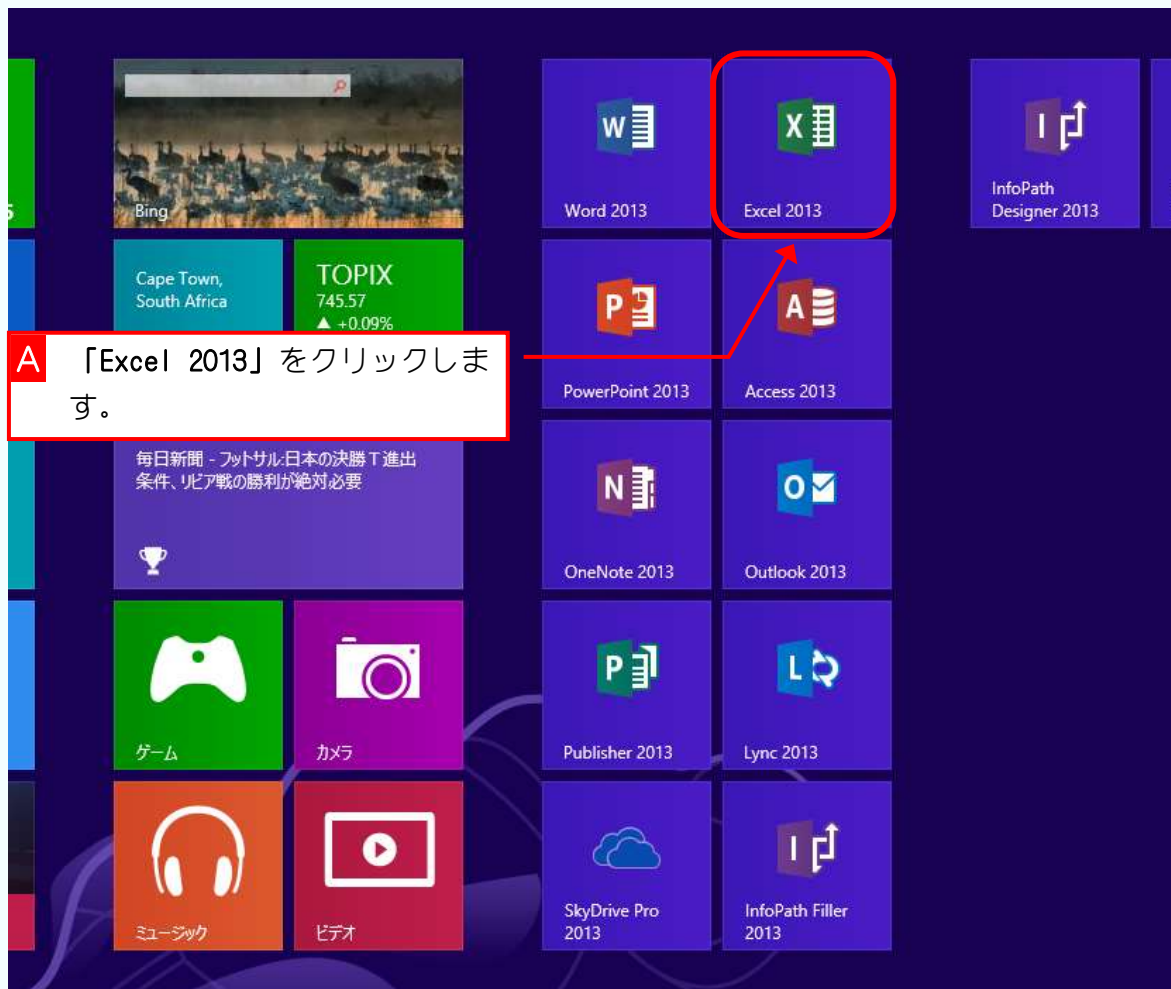 Bing
Word 2013
Excel 2013
InfoPath
Designer 2013
Cape Town,
South Africa
TOPIX
745.57
▲ +0.09%
A 「Excel 2013」をクリックしま
す。
PowerPoint 2013
Access 2013
毎日新聞 - フットサル:日本の決勝T進出
条件、リビア戦の勝利が絶対必要
OneNote 2013
Outlook 2013
ゲーム
カメラ
Publisher 2013
Lync 2013
ミュージック
ビデオ
SkyDrive Pro
2013
InfoPath Filler
2013